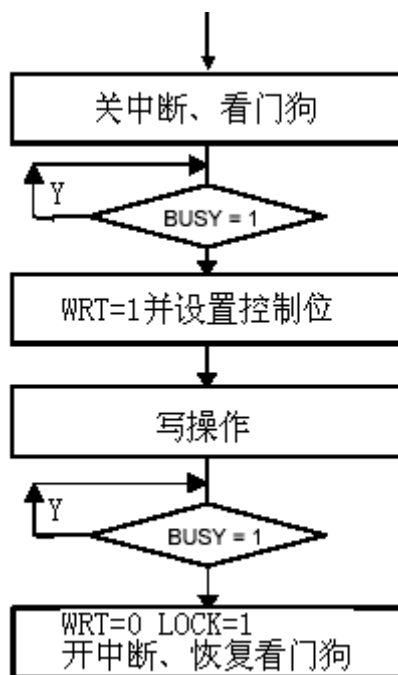 关中断、看门狗
Y
BUSY = 1
WRT=1并设置控制位
写操作
Y
BUSY = 1
WRT=0 LOCK=1
开中断、恢复看门狗